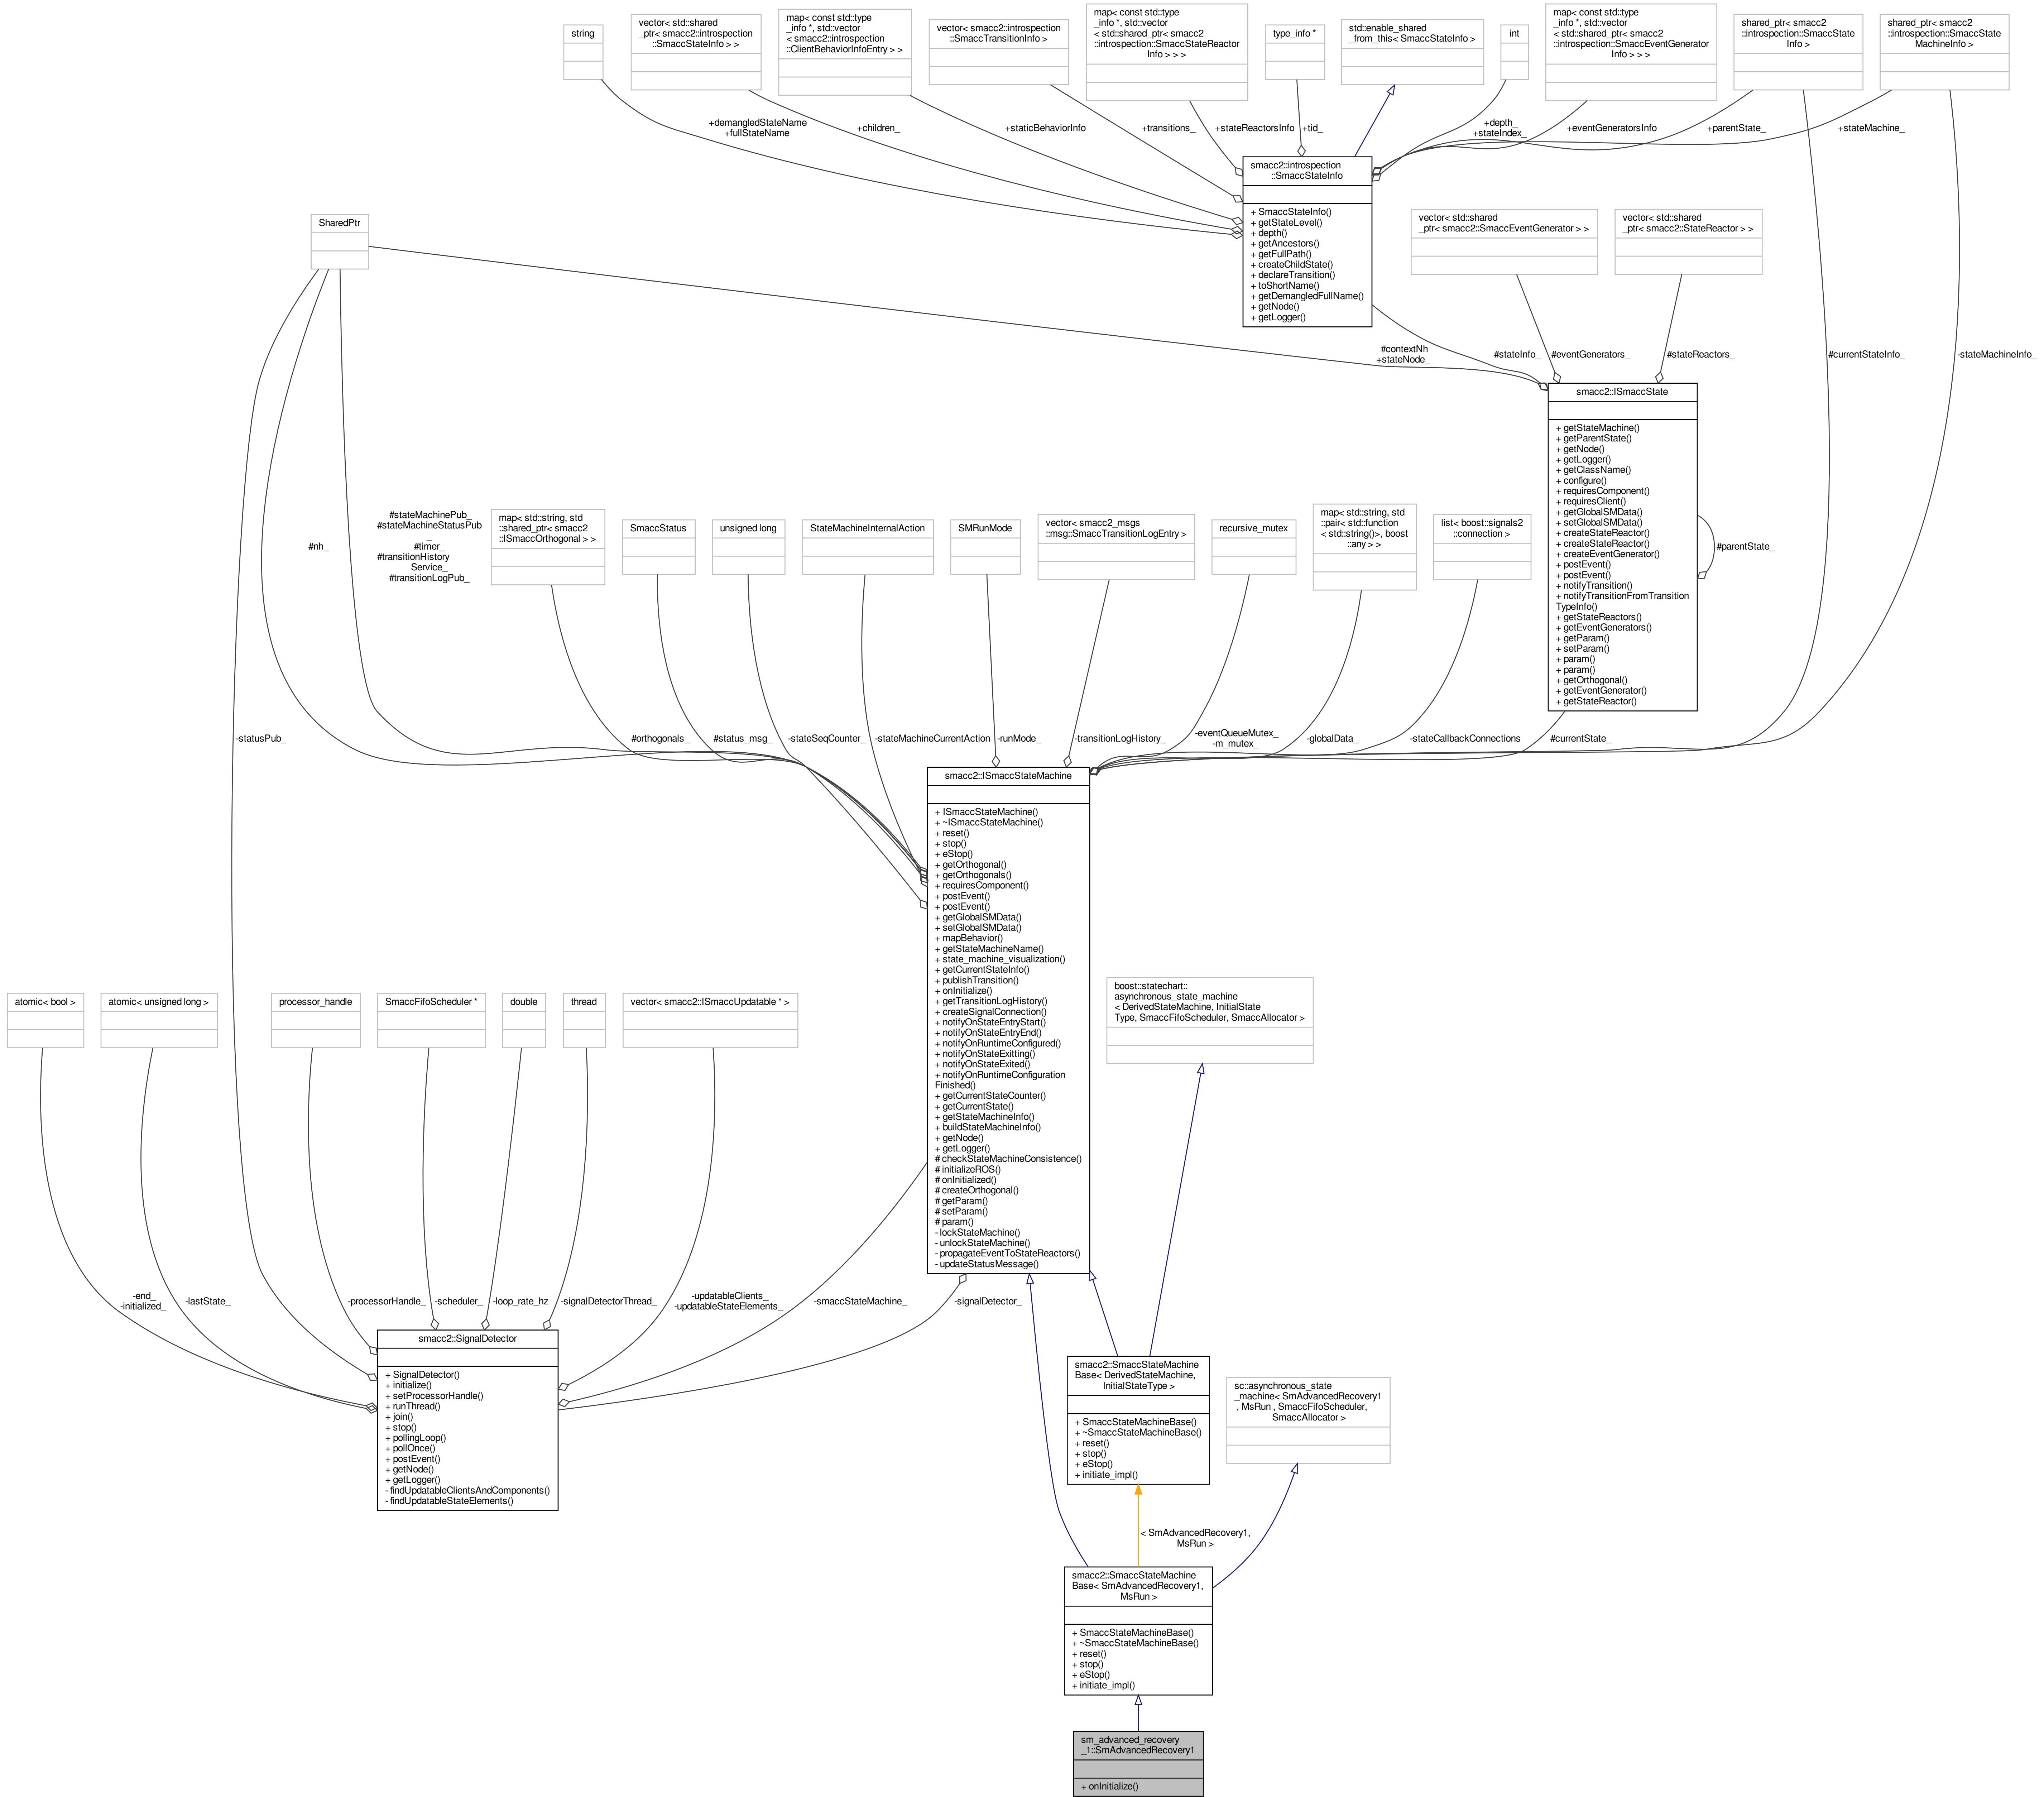 string
vector< std::shared
_ptr< smacc2::introspection
::SmaccStateInfo > >
map< const std::type
_info *, std::vector
< smacc2::introspection
::ClientBehaviorInfoEntry > >
vector< smacc2::introspection
::SmaccTransitionInfo >
map< const std::type
_info *, std::vector
< std::shared_ptr< smacc2
::introspection::SmaccStateReactor
Info > > >
type_info *
std::enable_shared
_from_this< SmaccStateInfo >
int
map< const std::type
_info *, std::vector
< std::shared_ptr< smacc2
::introspection::SmaccEventGenerator
Info > > >
shared_ptr< smacc2
::introspection::SmaccState
Info >
shared_ptr< smacc2
::introspection::SmaccState
MachineInfo >
+demangledStateName
+fullStateName
+children_
+staticBehaviorInfo
+transitions_
+stateReactorsInfo
+tid_
+depth_
+stateIndex_
+eventGeneratorsInfo
+parentState_
+stateMachine_
smacc2::introspection
::SmaccStateInfo
+ SmaccStateInfo()
+ getStateLevel()
+ depth()
+ getAncestors()
+ getFullPath()
+ createChildState()
+ declareTransition()
+ toShortName()
+ getDemangledFullName()
+ getNode()
+ getLogger()
SharedPtr
vector< std::shared
_ptr< smacc2::SmaccEventGenerator > >
vector< std::shared
_ptr< smacc2::StateReactor > >
#contextNh
+stateNode_
#stateInfo_
#eventGenerators_
#stateReactors_
#currentStateInfo_
-stateMachineInfo_
smacc2::ISmaccState
+ getStateMachine()
+ getParentState()
+ getNode()
+ getLogger()
+ getClassName()
+ configure()
+ requiresComponent()
+ requiresClient()
+ getGlobalSMData()
+ setGlobalSMData()
+ createStateReactor()
+ createStateReactor()
+ createEventGenerator()
+ postEvent()
+ postEvent()
+ notifyTransition()
+ notifyTransitionFromTransition
TypeInfo()
+ getStateReactors()
+ getEventGenerators()
+ getParam()
+ setParam()
+ param()
+ param()
+ getOrthogonal()
+ getEventGenerator()
+ getStateReactor()
#parentState_
#nh_
#stateMachinePub_
#stateMachineStatusPub
_
#timer_
#transitionHistory
Service_
#transitionLogPub_
map< std::string, std
::shared_ptr< smacc2
::ISmaccOrthogonal > >
SmaccStatus
unsigned long
StateMachineInternalAction
SMRunMode
vector< smacc2_msgs
::msg::SmaccTransitionLogEntry >
recursive_mutex
map< std::string, std
::pair< std::function
< std::string()>, boost
::any > >
list< boost::signals2
::connection >
-statusPub_
#orthogonals_
#status_msg_
-stateSeqCounter_
-stateMachineCurrentAction
-runMode_
-transitionLogHistory_
-eventQueueMutex_
-m_mutex_
-globalData_
-stateCallbackConnections
#currentState_
smacc2::ISmaccStateMachine
+ ISmaccStateMachine()
+ ~ISmaccStateMachine()
+ reset()
+ stop()
+ eStop()
+ getOrthogonal()
+ getOrthogonals()
+ requiresComponent()
+ postEvent()
+ postEvent()
+ getGlobalSMData()
+ setGlobalSMData()
+ mapBehavior()
+ getStateMachineName()
+ state_machine_visualization()
+ getCurrentStateInfo()
+ publishTransition()
+ onInitialize()
+ getTransitionLogHistory()
+ createSignalConnection()
+ notifyOnStateEntryStart()
+ notifyOnStateEntryEnd()
+ notifyOnRuntimeConfigured()
+ notifyOnStateExitting()
+ notifyOnStateExited()
+ notifyOnRuntimeConfiguration
Finished()
+ getCurrentStateCounter()
+ getCurrentState()
+ getStateMachineInfo()
+ buildStateMachineInfo()
+ getNode()
+ getLogger()
# checkStateMachineConsistence()
# initializeROS()
# onInitialized()
# createOrthogonal()
# getParam()
# setParam()
# param()
- lockStateMachine()
- unlockStateMachine()
- propagateEventToStateReactors()
- updateStatusMessage()
atomic< bool >
atomic< unsigned long >
processor_handle
SmaccFifoScheduler *
double
thread
vector< smacc2::ISmaccUpdatable * >
boost::statechart::
asynchronous_state_machine
< DerivedStateMachine, InitialState
Type, SmaccFifoScheduler, SmaccAllocator >
-end_
-initialized_
-lastState_
-processorHandle_
-scheduler_
-loop_rate_hz
-signalDetectorThread_
-updatableClients_
-updatableStateElements_
-smaccStateMachine_
-signalDetector_
smacc2::SignalDetector
+ SignalDetector()
+ initialize()
+ setProcessorHandle()
+ runThread()
+ join()
+ stop()
+ pollingLoop()
+ pollOnce()
+ postEvent()
+ getNode()
+ getLogger()
- findUpdatableClientsAndComponents()
- findUpdatableStateElements()
smacc2::SmaccStateMachine
Base< DerivedStateMachine,
InitialStateType >
+ SmaccStateMachineBase()
+ ~SmaccStateMachineBase()
+ reset()
+ stop()
+ eStop()
+ initiate_impl()
sc::asynchronous_state
_machine< SmAdvancedRecovery1
, MsRun , SmaccFifoScheduler,
SmaccAllocator >
< SmAdvancedRecovery1,
MsRun >
smacc2::SmaccStateMachine
Base< SmAdvancedRecovery1,
MsRun >
+ SmaccStateMachineBase()
+ ~SmaccStateMachineBase()
+ reset()
+ stop()
+ eStop()
+ initiate_impl()
sm_advanced_recovery
_1::SmAdvancedRecovery1
+ onInitialize()